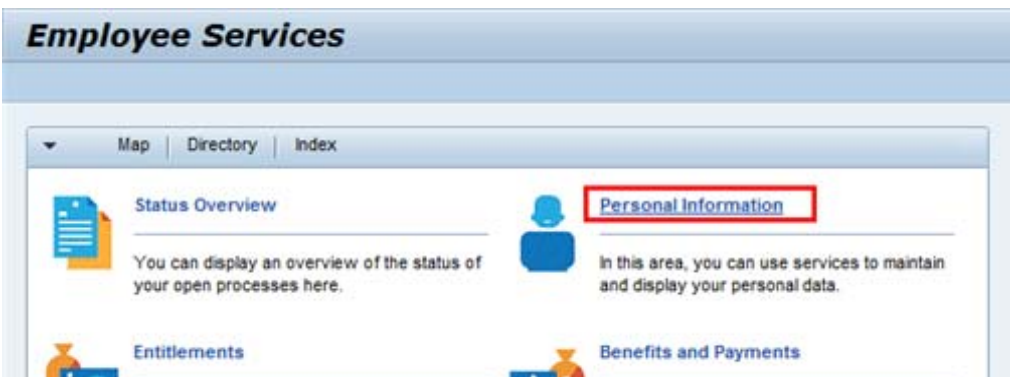 Employee Services
Map | Directory | Index
Status Overview
You can display an overview of the status of
your open processes here.
Personal Information
In this area, you can use services to maintain
and display your personal data.
Entitlements
Benefits and Payments